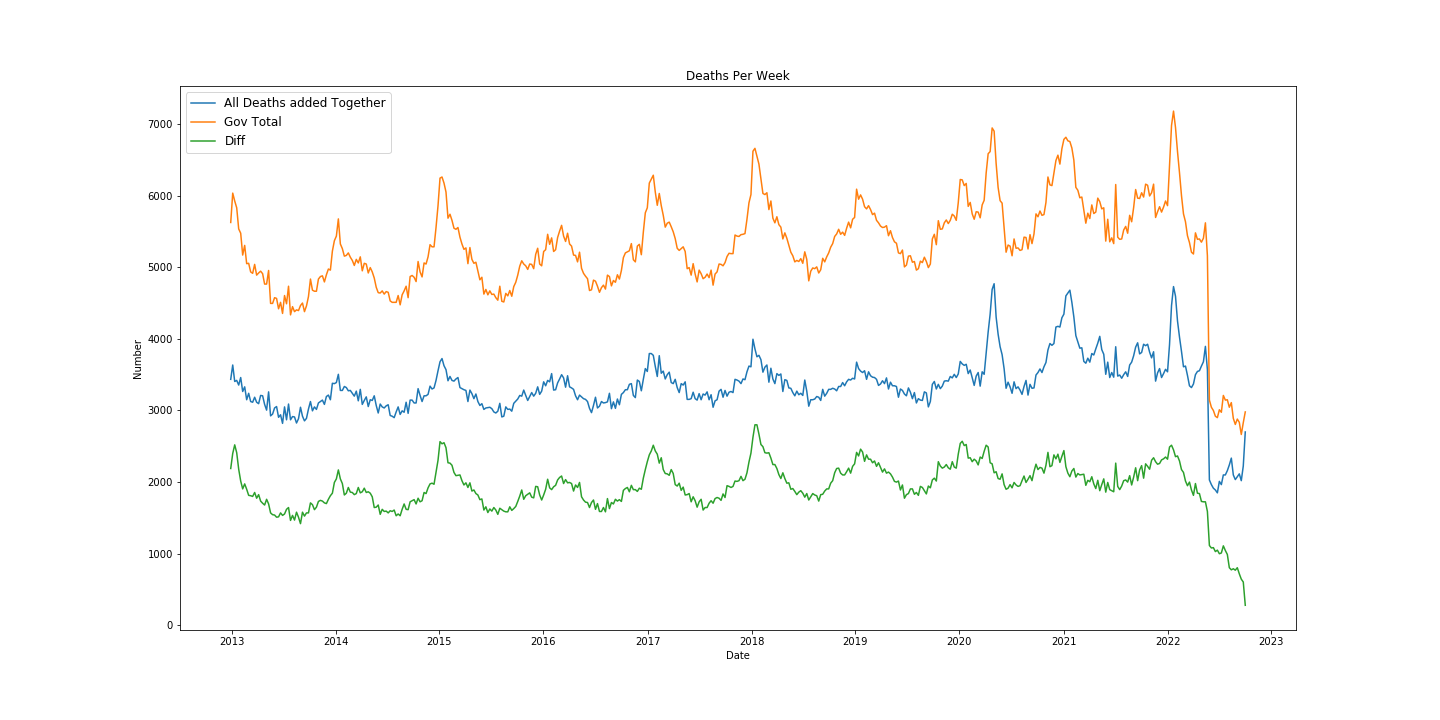 Deaths Per Week
All Deaths added Together
Gov Total
Diff
7000
6000
5000
4000
3000
2000
1000
0
Number
2013 2014 2015 2016 2017 2018 2019 2020 2021 2022 2023
Date